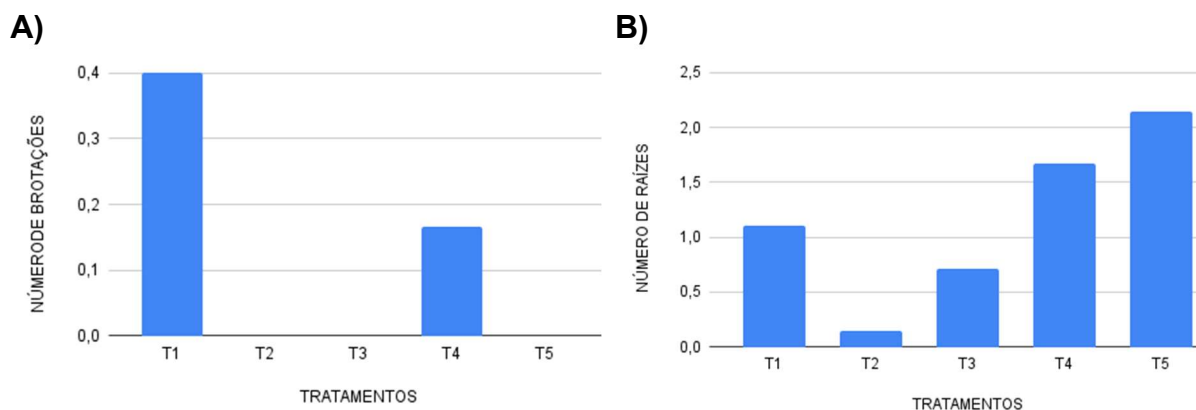 A)
NÚMERODE BROTAÇÕES
0,4
0,3
0,2
0,1
0,0
T1 T2 T3 T4 T5
TRATAMENTOS
B)
NÚMERO DE RAÍZES
2,5
2,0
1,5
1,0
0,5
0,0
T1 T2 T3 T4 T5
TRATAMENTOS